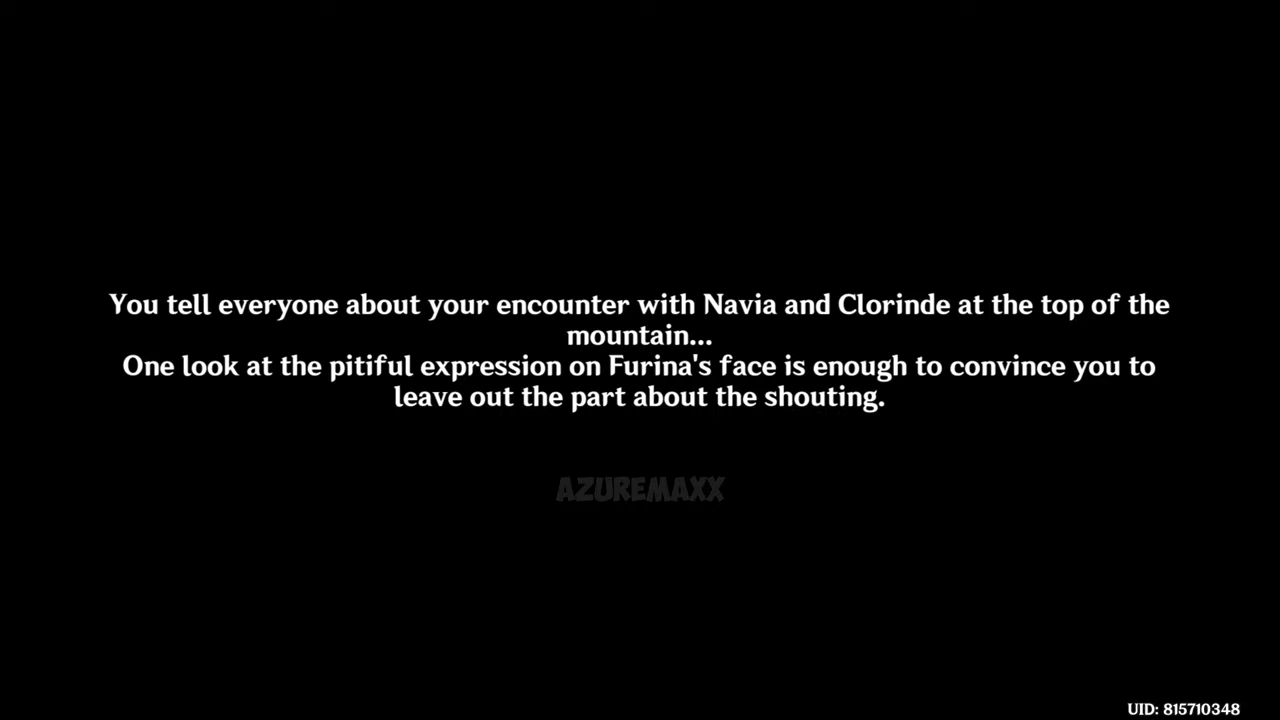 You tell everyone about your encounter with Navia and Clorinde at the top of the
mountain...
One look at the pitiful expression on Furina's face is enough to convince you to
leave out the part about the shouting.
AZUREMAXX
UID: 815710348